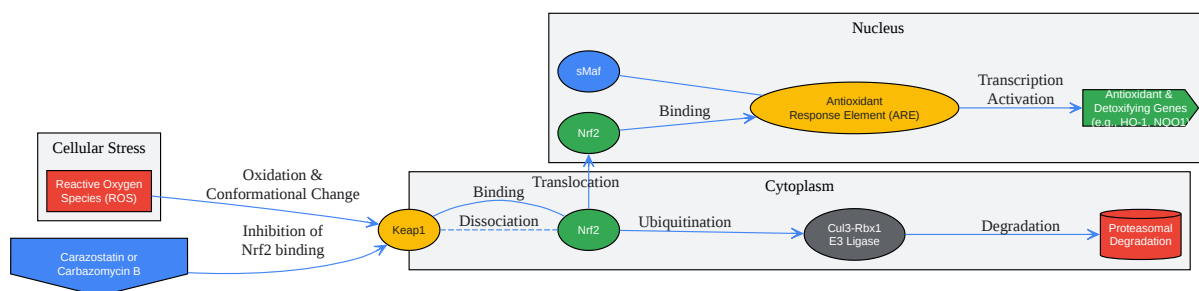 Nucleus
sMaf
Nrf2
Binding
Antioxidant
Response Element (ARE)
Transcription
Activation
Antioxidant &
Detoxifying Genes
(e.g., HO-1, NQO1)
Cellular Stress
Reactive Oxygen
Species (ROS)
Oxidation &
Conformational Change
Carazostatin or
Carbazomycin B
Inhibition of
Nrf2 binding
Cytoplasm
Translocation
Keap1
Binding
Dissociation
Nrf2
Ubiquitination
Cul3-Rbx1
E3 Ligase
Degradation
Proteasomal
Degradation